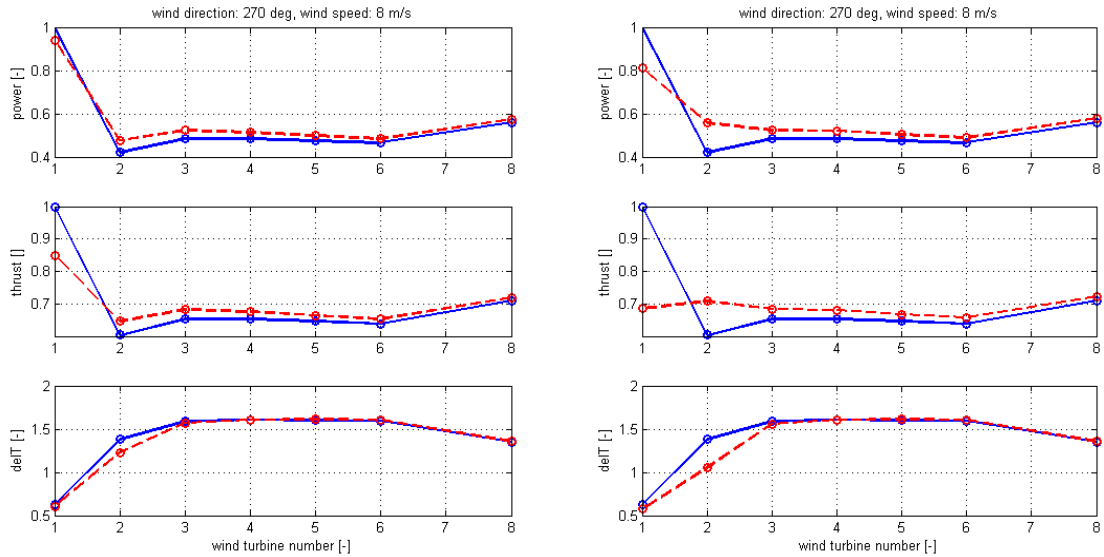 wind direction: 270 deg, wind speed: 8 m/s
1
0.8
0.6
0.4
power [-]
1 2 3 4 5 6 7 8
1
0.9
0.8
0.7
thrust []
1 2 3 4 5 6 7 8
2
1.5
1
0.5
delT [-]
1 2 3 4 5 6 7 8
wind turbine number [-]
wind direction: 270 deg, wind speed: 8 m/s
1
0.8
0.6
0.4
power [-]
1 2 3 4 5 6 7 8
1
0.9
0.8
0.7
thrust []
1 2 3 4 5 6 7 8
2
1.5
1
0.5
delT [-]
1 2 3 4 5 6 7 8
wind turbine number [-]